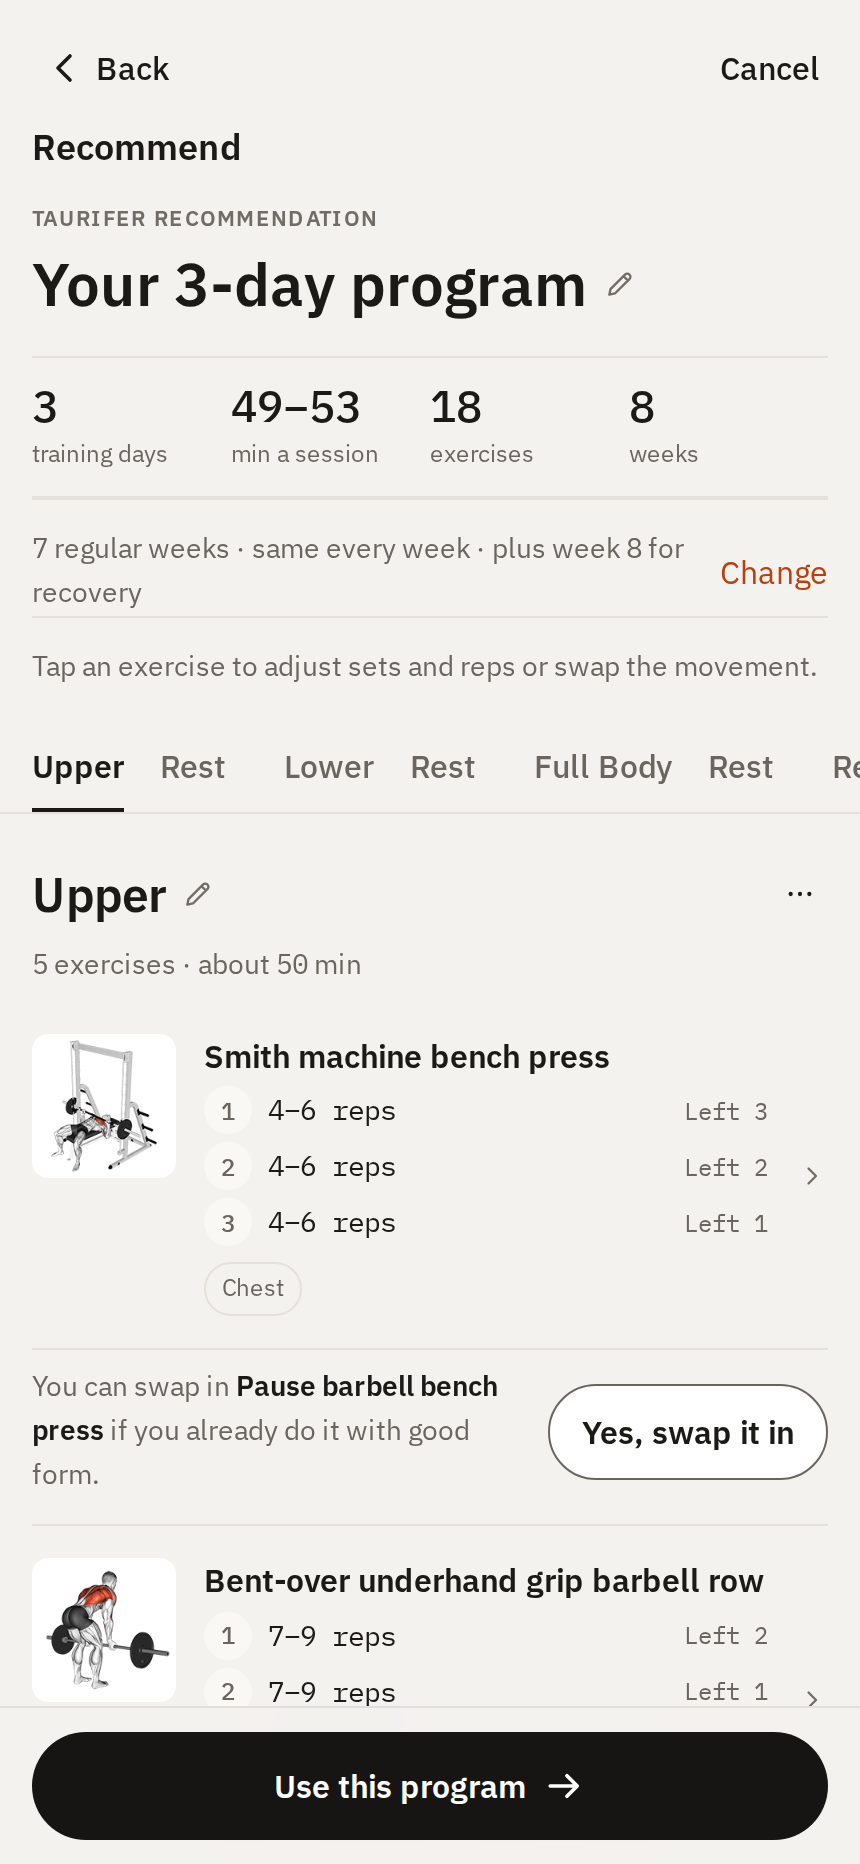 Back
Cancel
Recommend
TAURIFER RECOMMENDATION
Your 3-day program
3
training days
49–53
min a session
18
exercises
8
weeks
7 regular weeks · same every week · plus week 8 for
recovery
Change
Tap an exercise to adjust sets and reps or swap the movement.
Upper Rest Lower Rest Full Body Rest Re
Upper
5 exercises · about 50 min
Smith machine bench press
1 4–6 reps Left 3
2 4–6 reps Left 2
3 4–6 reps Left 1
Chest
You can swap in Pause barbell bench
press if you already do it with good
form.
Yes, swap it in
Bent-over underhand grip barbell row
1 7–9 reps Left 2
2 7–9 reps Left 1
Use this program